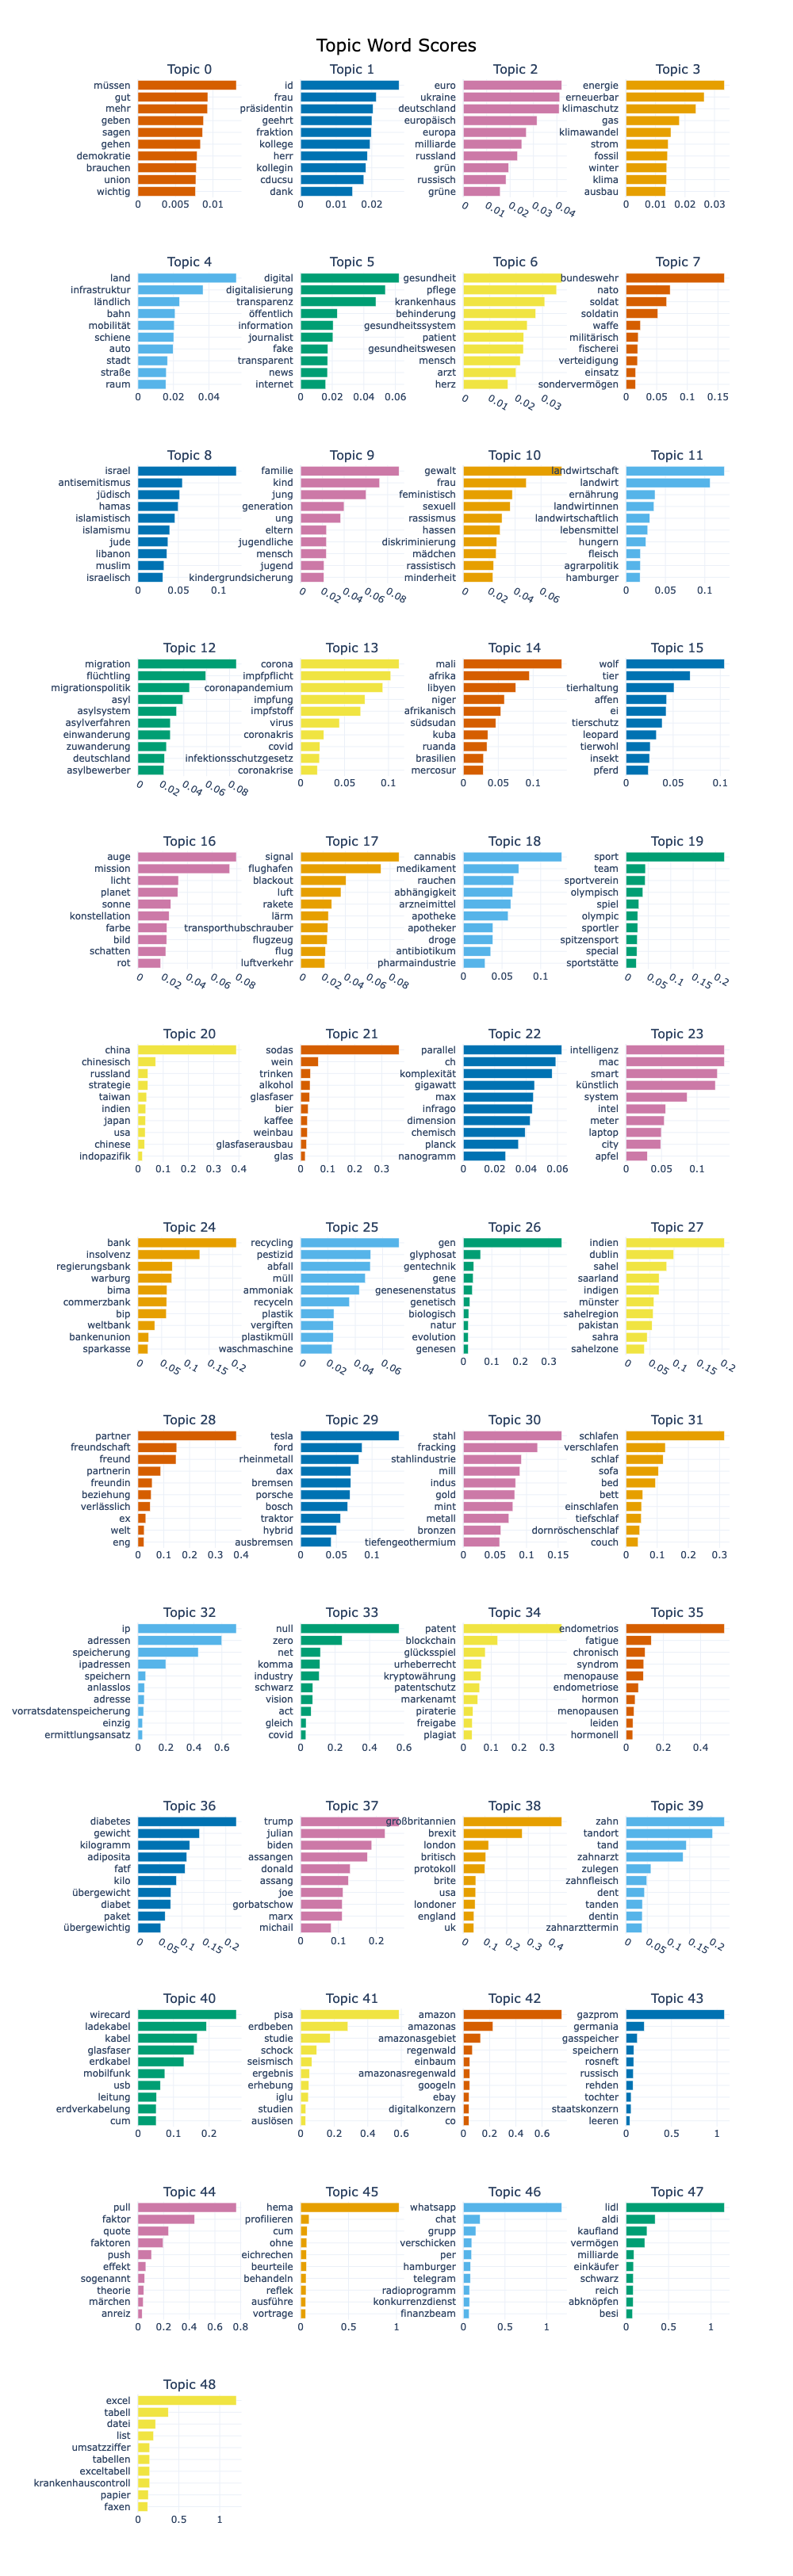 Topic Word Scores
Topic 0
müssen
gut
mehr
geben
sagen
gehen
demokratie
brauchen
union
wichtig
0 0.005 0.01
Topic 1
id
frau
präsidentin
geehrt
fraktion
kollege
herr
kollegin
cducsu
dank
0 0.01 0.02
Topic 2
euro
ukraine
deutschland
europäisch
europa
milliarde
russland
grün
russisch
grüne
0 0.01 0.02 0.03 0.04
Topic 3
energie
erneuerbar
klimaschutz
gas
klimawandel
strom
fossil
winter
klima
ausbau
0 0.01 0.02 0.03
Topic 4
land
infrastruktur
ländlich
bahn
mobilität
schiene
auto
stadt
straße
raum
0 0.02 0.04
Topic 5
digital
digitalisierung
transparenz
öffentlich
information
journalist
fake
transparent
news
internet
0 0.02 0.04 0.06
Topic 6
gesundheit
pflege
krankenhaus
behinderung
gesundheitssystem
patient
gesundheitswesen
mensch
arzt
herz
0 0.01 0.02 0.03
Topic 7
bundeswehr
nato
soldat
soldatin
waffe
militärisch
fischerei
verteidigung
einsatz
sondervermögen
0 0.05 0.1 0.15
Topic 8
israel
antisemitismus
jüdisch
hamas
islamistisch
islamismu
jude
libanon
muslim
israelisch
0 0.05 0.1
Topic 9
familie
kind
jung
generation
ung
eltern
jugendliche
mensch
jugend
kindergrundsicherung
0 0.02 0.04 0.06 0.08
Topic 10
gewalt
frau
feministisch
sexuell
rassismus
hassen
diskriminierung
mädchen
rassistisch
minderheit
0 0.02 0.04 0.06
Topic 11
landwirtschaft
landwirt
ernährung
landwirtinnen
landwirtschaftlich
lebensmittel
hungern
fleisch
agrarpolitik
hamburger
0 0.05 0.1
Topic 12
migration
flüchtling
migrationspolitik
asyl
asylsystem
asylverfahren
einwanderung
zuwanderung
deutschland
asylbewerber
0 0.02 0.04 0.06 0.08
Topic 13
corona
impfpflicht
coronapandemium
impfung
impfstoff
virus
coronakris
covid
infektionsschutzgesetz
coronakrise
0 0.05 0.1
Topic 14
mali
afrika
libyen
niger
afrikanisch
südsudan
kuba
ruanda
brasilien
mercosur
0 0.05 0.1
Topic 15
wolf
tier
tierhaltung
affen
ei
tierschutz
leopard
tierwohl
insekt
pferd
0 0.05 0.1
Topic 16
auge
mission
licht
planet
sonne
konstellation
farbe
bild
schatten
rot
0 0.02 0.04 0.06 0.08
Topic 17
signal
flughafen
blackout
luft
rakete
lärm
transporthubschrauber
flugzeug
flug
luftverkehr
0 0.02 0.04 0.06 0.08
Topic 18
cannabis
medikament
rauchen
abhängigkeit
arzneimittel
apotheke
apotheker
droge
antibiotikum
pharmaindustrie
0 0.05 0.1
Topic 19
sport
team
sportverein
olympisch
spiel
olympic
sportler
spitzensport
special
sportstätte
0 0.05 0.1 0.15 0.2
Topic 20
china
chinesisch
russland
strategie
taiwan
indien
japan
usa
chinese
indopazifik
0 0.1 0.2 0.3 0.4
Topic 21
sodas
wein
trinken
alkohol
glasfaser
bier
kaffee
weinbau
glasfaserausbau
glas
0 0.1 0.2 0.3
Topic 22
parallel
ch
komplexität
gigawatt
max
infrago
dimension
chemisch
planck
nanogramm
0 0.02 0.04 0.06
Topic 23
intelligenz
mac
smart
künstlich
system
intel
meter
laptop
city
apfel
0 0.05 0.1
Topic 24
bank
insolvenz
regierungsbank
warburg
bima
commerzbank
bip
weltbank
bankenunion
sparkasse
0 0.05 0.1 0.15 0.2
Topic 25
recycling
pestizid
abfall
müll
ammoniak
recyceln
plastik
vergiften
plastikmüll
waschmaschine
0 0.02 0.04 0.06
Topic 26
gen
glyphosat
gentechnik
gene
genesenenstatus
genetisch
biologisch
natur
evolution
genesen
0 0.1 0.2 0.3
Topic 27
indien
dublin
sahel
saarland
indigen
münster
sahelregion
pakistan
sahra
sahelzone
0 0.05 0.1 0.15 0.2
Topic 28
partner
freundschaft
freund
partnerin
freundin
beziehung
verlässlich
ex
welt
eng
0 0.1 0.2 0.3 0.4
Topic 29
tesla
ford
rheinmetall
dax
bremsen
porsche
bosch
traktor
hybrid
ausbremsen
0 0.05 0.1
Topic 30
stahl
fracking
stahlindustrie
mill
indus
gold
mint
metall
bronzen
tiefengeothermium
0 0.05 0.1 0.15
Topic 31
schlafen
verschlafen
schlaf
sofa
bed
bett
einschlafen
tiefschlaf
dornröschenschlaf
couch
0 0.1 0.2 0.3
Topic 32
ip
adressen
speicherung
ipadressen
speichern
anlasslos
adresse
vorratsdatenspeicherung
einzig
ermittlungsansatz
0 0.2 0.4 0.6
Topic 33
null
zero
net
komma
industry
schwarz
vision
act
gleich
covid
0 0.2 0.4 0.6
Topic 34
patent
blockchain
glücksspiel
urheberrecht
kryptowährung
patentschutz
markenamt
piraterie
freigabe
plagiat
0 0.1 0.2 0.3
Topic 35
endometrios
fatigue
chronisch
syndrom
menopause
endometriose
hormon
menopausen
leiden
hormonell
0 0.2 0.4
Topic 36
diabetes
gewicht
kilogramm
adiposita
fatf
kilo
übergewicht
diabet
paket
übergewichtig
0 0.05 0.1 0.15 0.2
Topic 37
trump
julian
biden
assangen
donald
assang
joe
gorbatschow
marx
michail
0 0.1 0.2
Topic 38
großbritannien
brexit
london
britisch
protokoll
brite
usa
londoner
england
uk
0 0.1 0.2 0.3 0.4
Topic 39
zahn
tandort
tand
zahnarzt
zulegen
zahnfleisch
dent
tanden
dentin
zahnarzttermin
0 0.05 0.1 0.15 0.2
Topic 40
wirecard
ladekabel
kabel
glasfaser
erdkabel
mobilfunk
usb
leitung
erdverkabelung
cum
0 0.1 0.2
Topic 41
pisa
erdbeben
studie
schock
seismisch
ergebnis
erhebung
iglu
studien
auslösen
0 0.2 0.4 0.6
Topic 42
amazon
amazonas
amazonasgebiet
regenwald
einbaum
amazonasregenwald
googeln
ebay
digitalkonzern
co
0 0.2 0.4 0.6
Topic 43
gazprom
germania
gasspeicher
speichern
rosneft
russisch
rehden
tochter
staatskonzern
leeren
0 0.5 1
Topic 44
pull
faktor
quote
faktoren
push
effekt
sogenannt
theorie
märchen
anreiz
0 0.2 0.4 0.6 0.8
Topic 45
hema
profilieren
cum
ohne
eichrechen
beurteile
behandeln
reflek
ausführe
vortrage
0 0.5 1
Topic 46
whatsapp
chat
grupp
verschicken
per
hamburger
telegram
radioprogramm
konkurrenzdienst
finanzbeam
0 0.5 1
Topic 47
lidl
aldi
kaufland
vermögen
milliarde
einkäufer
schwarz
reich
abknöpfen
besi
0 0.5 1
Topic 48
excel
tabell
datei
list
umsatzziffer
tabellen
exceltabell
krankenhauscontroll
papier
faxen
0 0.5 1